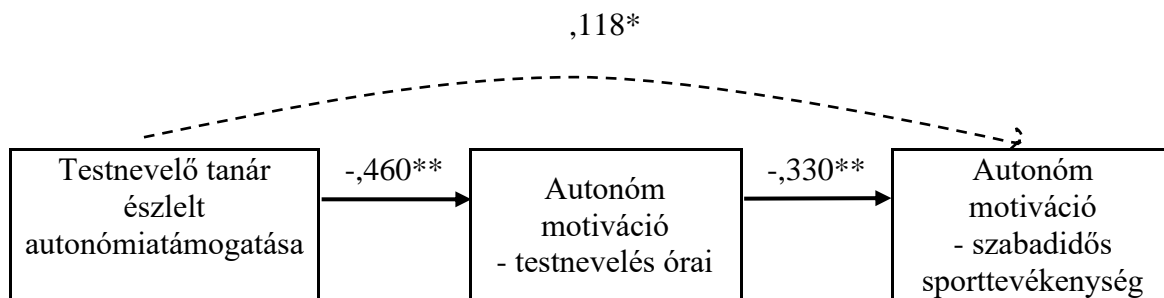 ,118*
Testnevelő tanár
észlelt
autonómiatámogatása
-,460**
Autonóm
motiváció
- testnevelés órai
-,330**
Autonóm
motiváció
- szabadidős
sporttevékenység